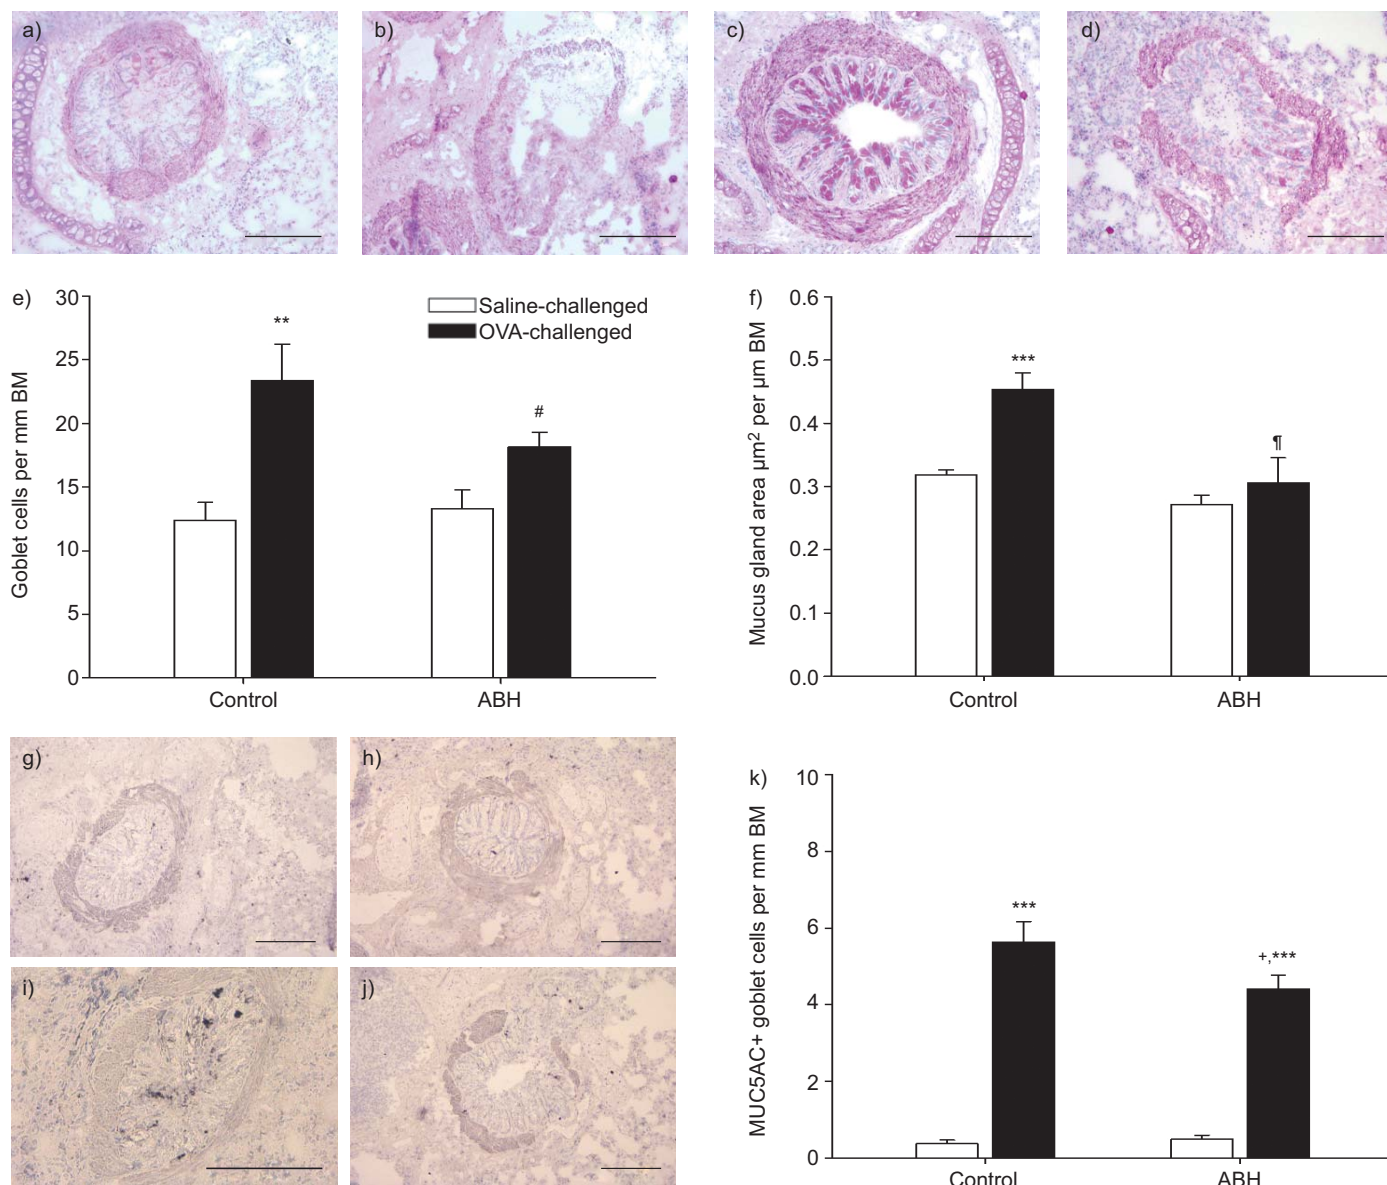 a)
b)
c)
d)
e)
30
25
20
15
10
5
0
Goblet cells per mm BM
**
#
Saline-challenged
OVA-challenged
Control
ABH
f)
0.6
0.5
0.4
0.3
0.2
0.1
0.0
Mucus gland area µm² per µm BM
***
¶
Control
ABH
g)
h)
i)
j)
k)
10
8
6
4
2
0
MUC5AC+ goblet cells per mm BM
***
+,***
Control
ABH